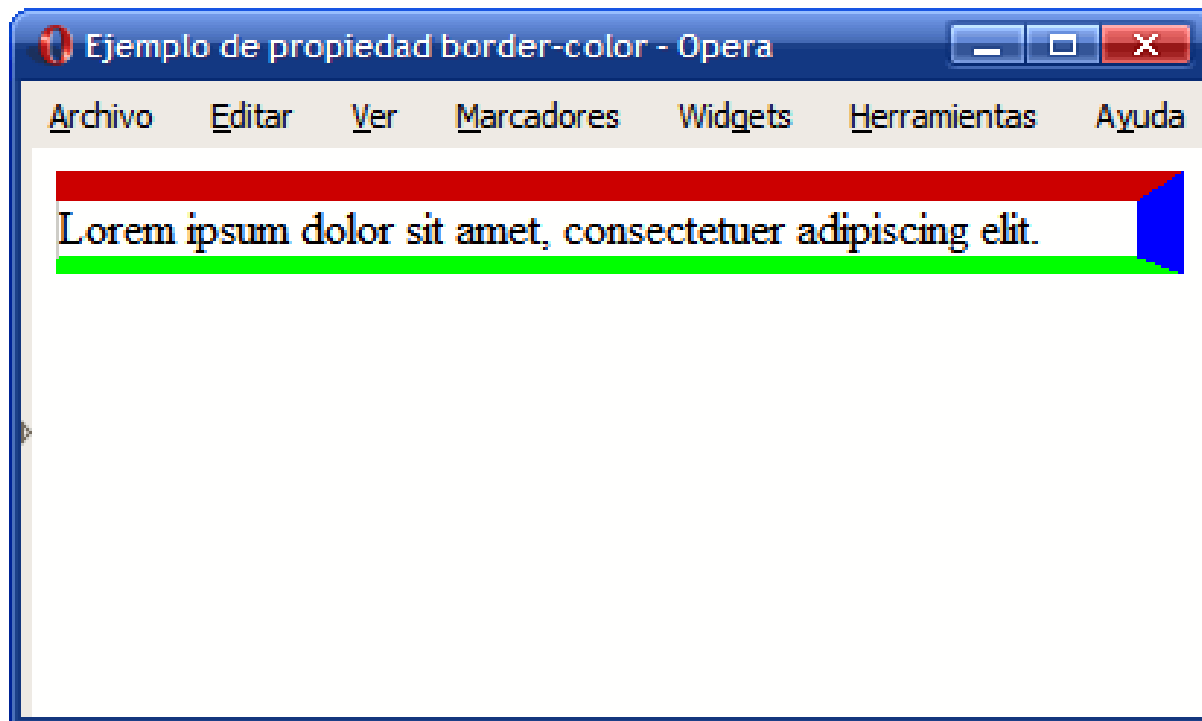 Ejemplo de propiedad border-color - Opera
Archivo Editar Ver Marcadores Widgets Herramientas Ayuda
Lorem ipsum dolor sit amet, consectetuer adipiscing elit.